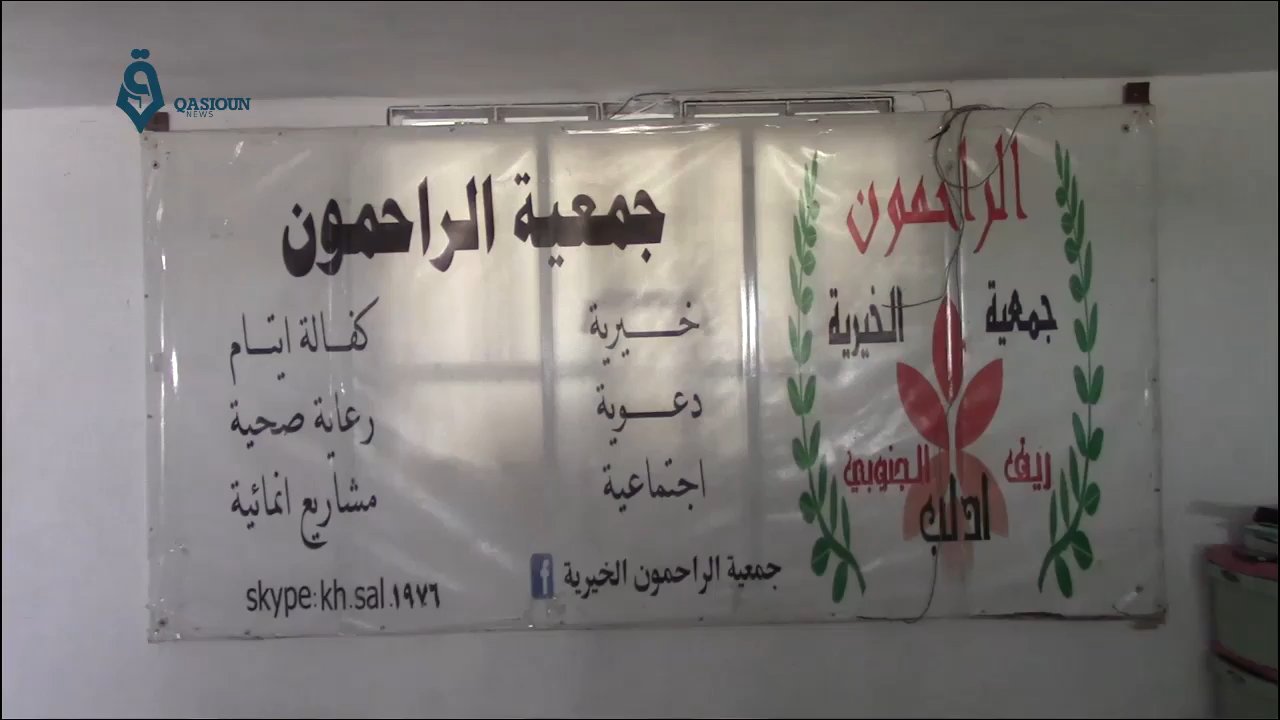 QASIOUN
NEWS
جمعية الراحمون
خيرية
دعوية
اجتماعية
كفالة ايتام
رعاية صحية
مشاريع انمائية
جمعية الراحمون الخيرية
skype:kh.sal.١٩٧٦
الراحمون
جمعية الخيرية
ريف الجنوبي
ادلب